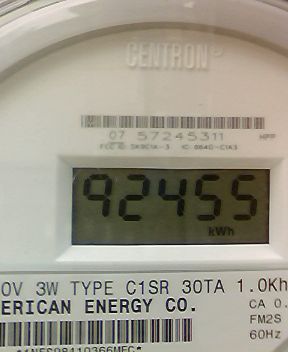 CENTRON®
07 57245311
92455
kWh
0V 3W TYPE C1SR 30TA 1.0Kh
ERICAN ENERGY CO. CA 0.
FM2S
60Hz